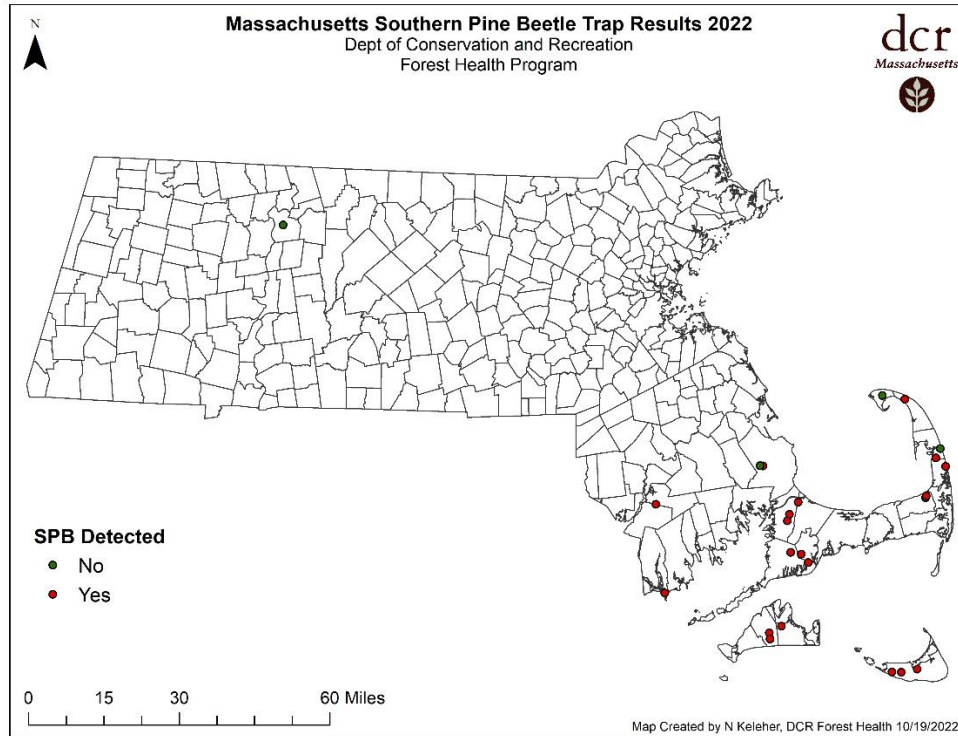 Massachusetts Southern Pine Beetle Trap Results 2022
Dept of Conservation and Recreation
Forest Health Program
N
dcr
Massachusetts
SPB Detected
No
Yes
0 15 30 60 Miles
Map Created by N Keleher, DCR Forest Health 10/19/2022